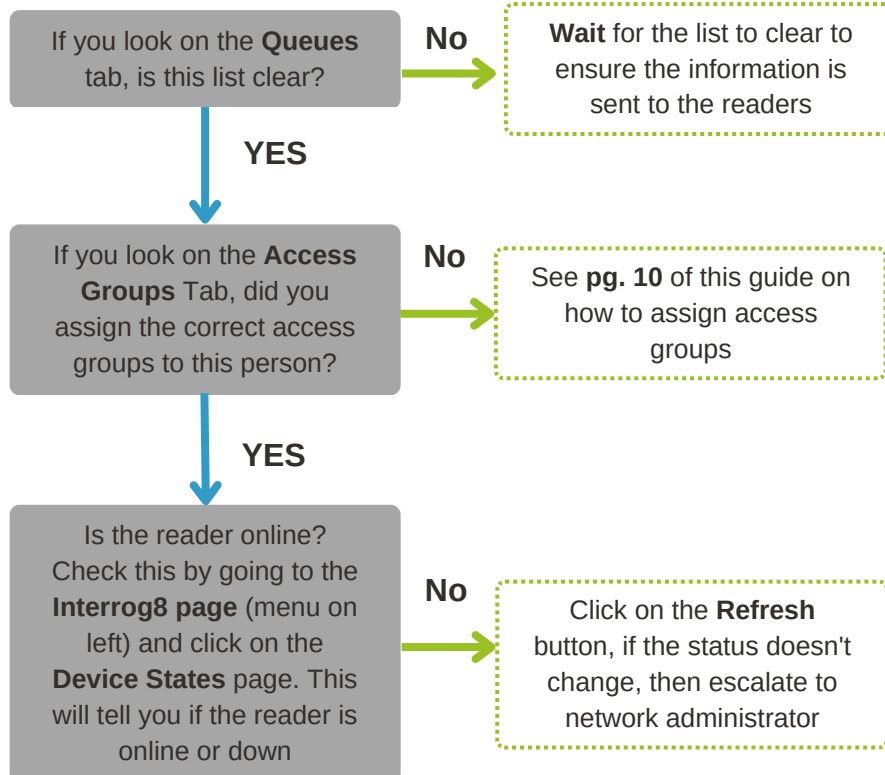 If you look on the Queues
tab, is this list clear?
No
Wait for the list to clear to
ensure the information is
sent to the readers
YES
If you look on the Access
Groups Tab, did you
assign the correct access
groups to this person?
No
See pg. 10 of this guide on
how to assign access
groups
YES
Is the reader online?
Check this by going to the
Interrog8 page (menu on
left) and click on the
Device States page. This
will tell you if the reader is
online or down
No
Click on the Refresh
button, if the status doesn't
change, then escalate to
network administrator